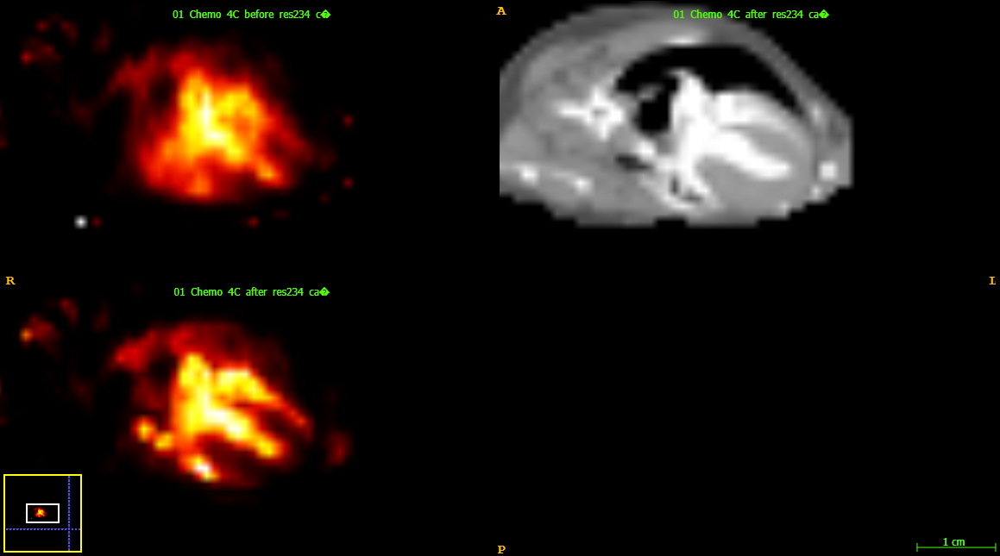 01 Chemo 4C before res234 c�
A
01 Chemo 4C after res234 ca�
R
L
01 Chemo 4C after res234 ca�
P
1 cm